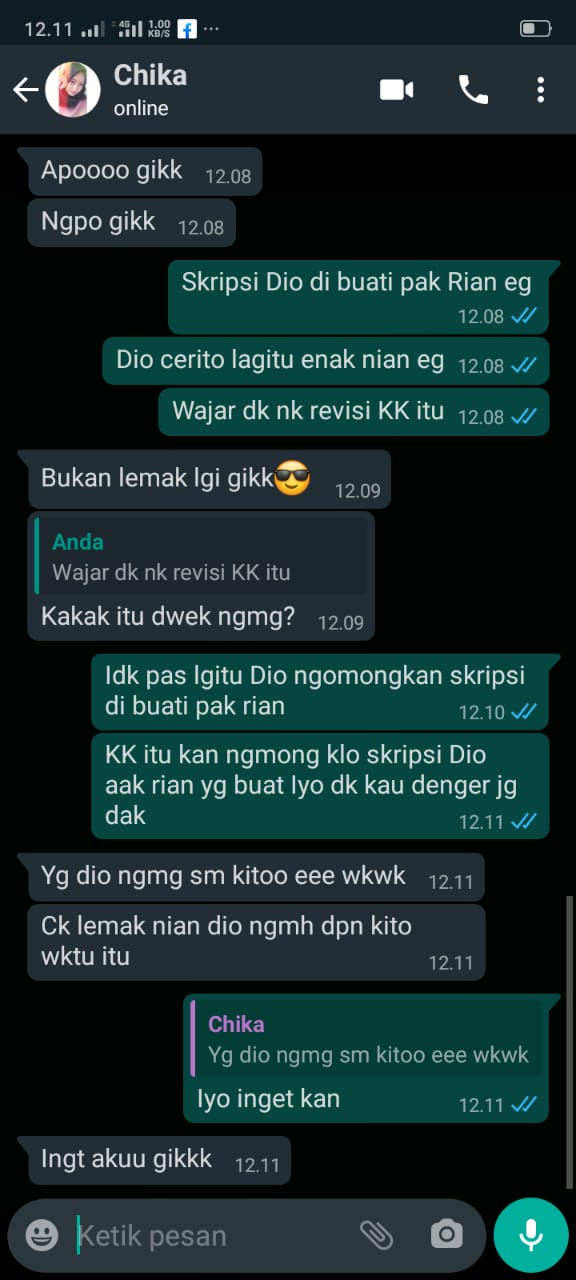 12.11 4G 1.00 KB/S f ...
Chika
online
Apoooo gikk 12.08
Ngpo gikk 12.08
Skripsi Dio di buati pak Rian eg
12.08
Dio cerito lagitu enak nian eg 12.08
Wajar dk nk revisi KK itu 12.08
Bukan lemak lgi gikk😎 12.09
Anda
Wajar dk nk revisi KK itu
Kakak itu dwek ngmg? 12.09
Idk pas lgitu Dio ngomongkan skripsi
di buati pak rian 12.10
KK itu kan ngmong klo skripsi Dio
aak rian yg buat Iyo dk kau denger jg
dak 12.11
Yg dio ngmg sm kitoo eee wkwk 12.11
Ck lemak nian dio ngmh dpn kito
wktu itu 12.11
Chika
Yg dio ngmg sm kitoo eee wkwk
Iyo inget kan 12.11
Ingt akuu gikkk 12.11
Ketik pesan